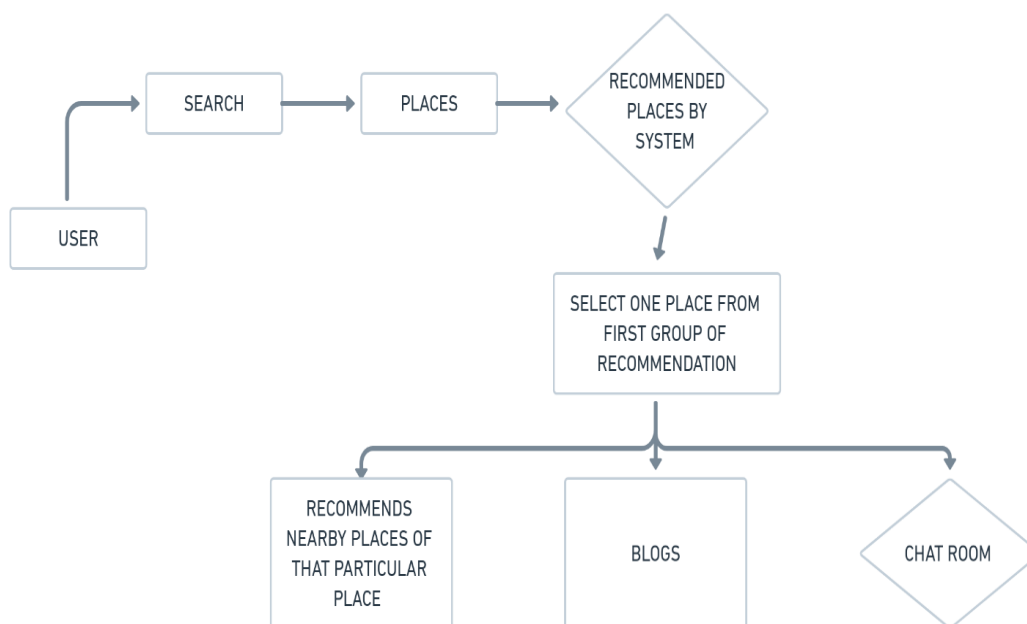 USER
SEARCH
PLACES
RECOMMENDED
PLACES BY
SYSTEM
SELECT ONE PLACE FROM
FIRST GROUP OF
RECOMMENDATION
RECOMMENDS
NEARBY PLACES OF
THAT PARTICULAR
PLACE
BLOGS
CHAT ROOM